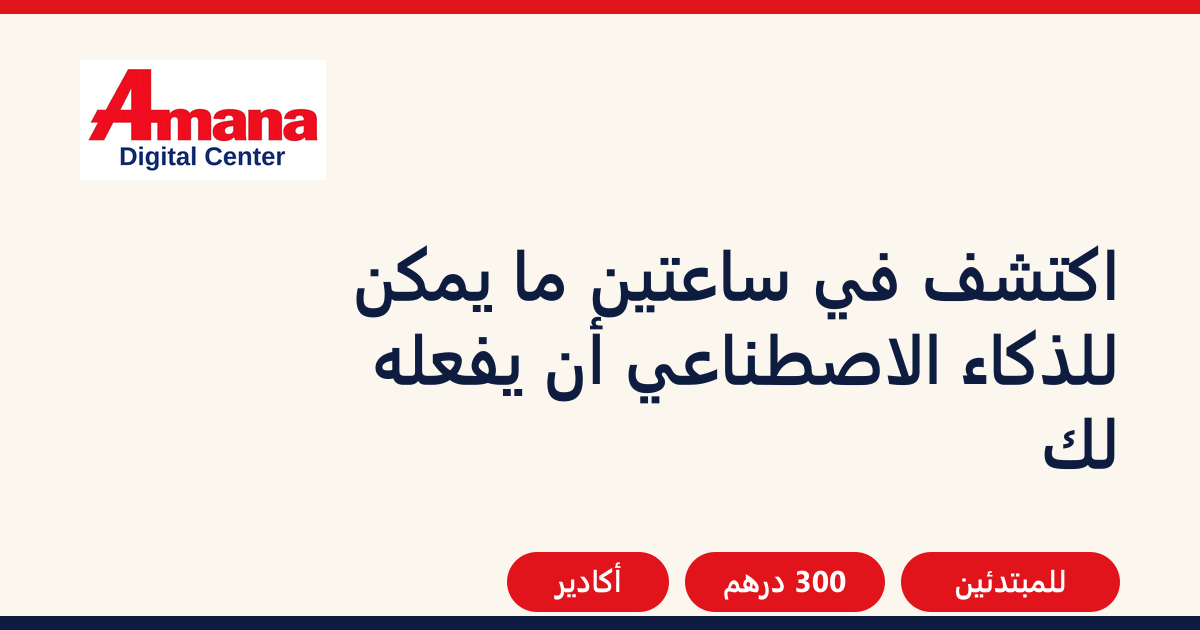 Amana
Digital Center
اكتشف في ساعتين ما يمكن
للذكاء الاصطناعي أن يفعله
لك
للمبتدئين
300 درهم
أكادير